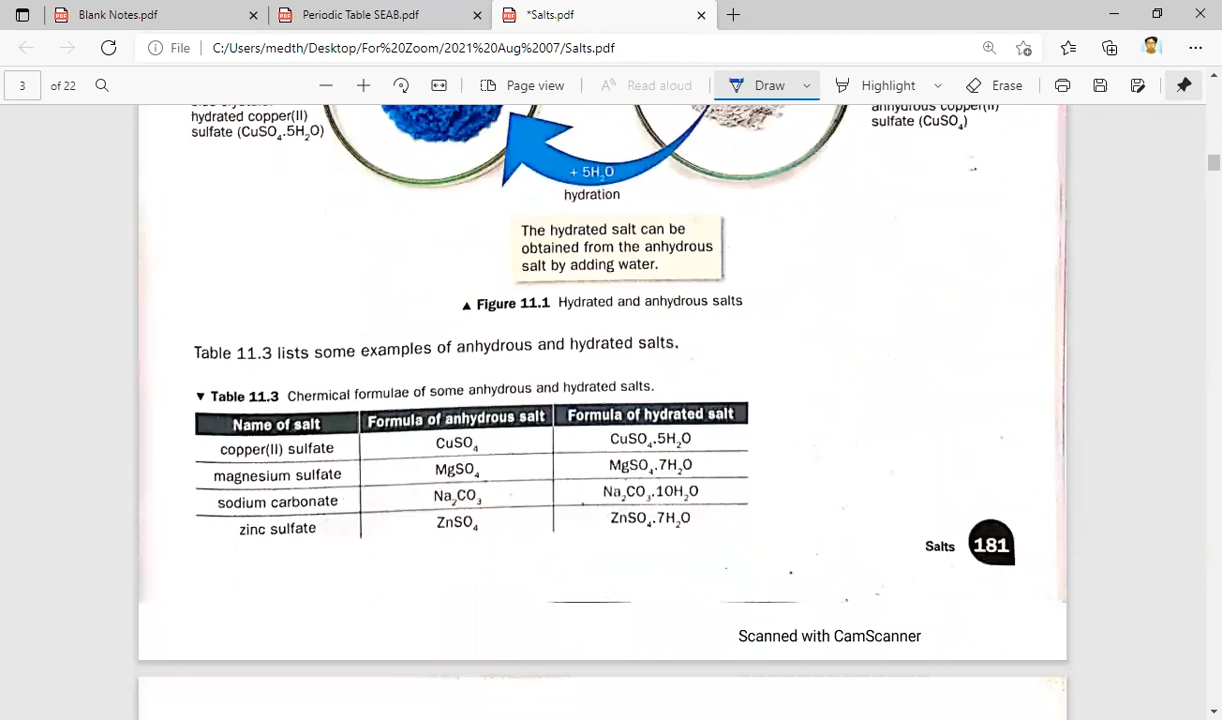 Blank Notes.pdf
Periodic Table SEAB.pdf
*Salts.pdf
File
C:/Users/medth/Desktop/For%20Zoom/2021%20Aug%2007/Salts.pdf
3
of 22
Page view
Read aloud
Draw
Highlight
Erase
hydrated copper(II)
sulfate (CuSO₄.5H₂O)
anhydrous copper(II)
sulfate (CuSO₄)
+ 5H₂O
hydration
The hydrated salt can be
obtained from the anhydrous
salt by adding water.
▲ Figure 11.1 Hydrated and anhydrous salts
Table 11.3 lists some examples of anhydrous and hydrated salts.
▼ Table 11.3 Chermical formulae of some anhydrous and hydrated salts.
Name of salt Formula of anhydrous salt Formula of hydrated salt
copper(II) sulfate CuSO₄ CuSO₄.5H₂O
magnesium sulfate MgSO₄ MgSO₄.7H₂O
sodium carbonate Na₂CO₃ Na₂CO₃.10H₂O
zinc sulfate ZnSO₄ ZnSO₄.7H₂O
Salts 181
Scanned with CamScanner